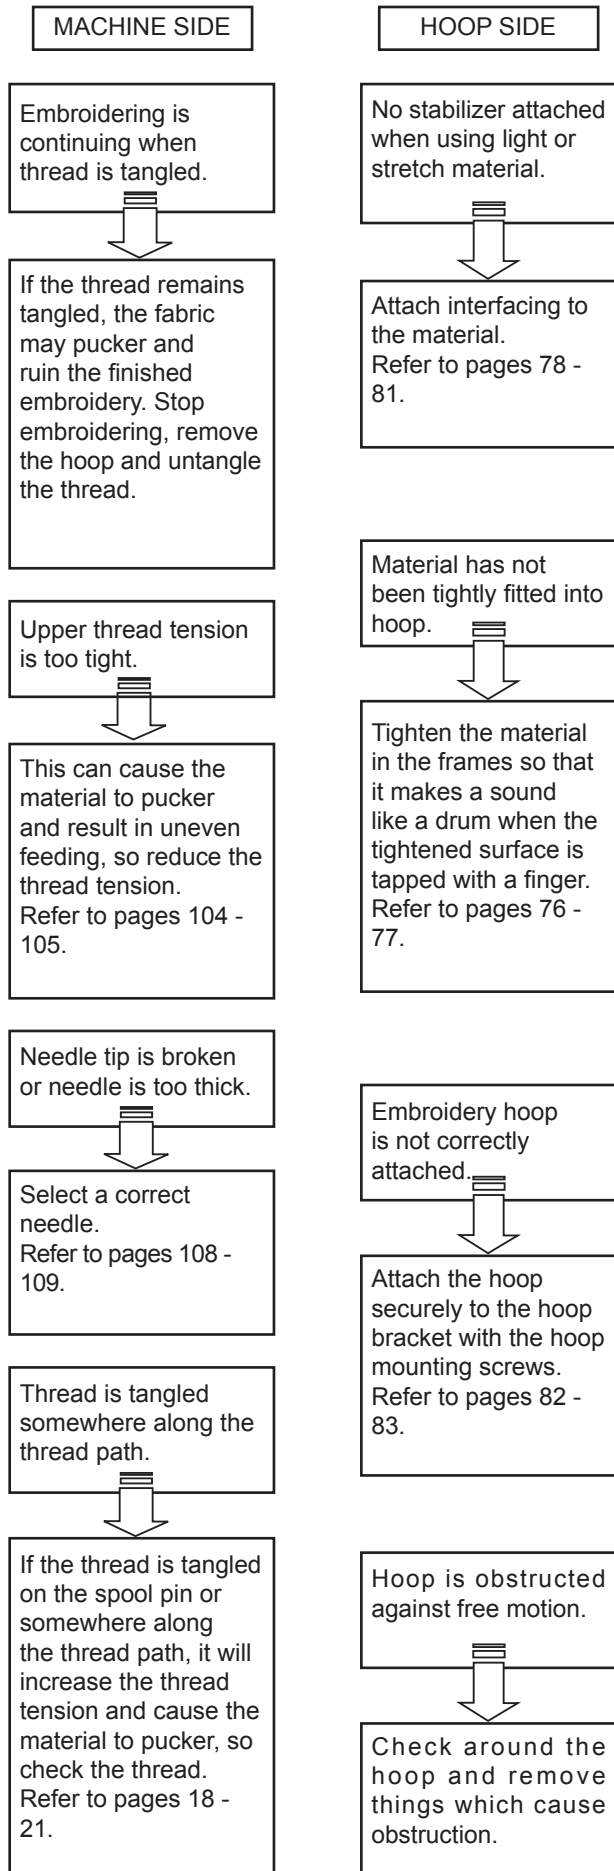 MACHINE SIDE
Embroidering is
continuing when
thread is tangled.
If the thread remains
tangled, the fabric
may pucker and
ruin the finished
embroidery. Stop
embroidering, remove
the hoop and untangle
the thread.
Upper thread tension
is too tight.
This can cause the
material to pucker
and result in uneven
feeding, so reduce the
thread tension.
Refer to pages 104 -
105.
Needle tip is broken
or needle is too thick.
Select a correct
needle.
Refer to pages 108 -
109.
Thread is tangled
somewhere along the
thread path.
If the thread is tangled
on the spool pin or
somewhere along
the thread path, it will
increase the thread
tension and cause the
material to pucker, so
check the thread.
Refer to pages 18 -
21.
HOOP SIDE
No stabilizer attached
when using light or
stretch material.
Attach interfacing to
the material.
Refer to pages 78 -
81.
Material has not
been tightly fitted into
hoop.
Tighten the material
in the frames so that
it makes a sound
like a drum when the
tightened surface is
tapped with a finger.
Refer to pages 76 -
77.
Embroidery hoop
is not correctly
attached.
Attach the hoop
securely to the hoop
bracket with the hoop
mounting screws.
Refer to pages 82 -
83.
Hoop is obstructed
against free motion.
Check around the
hoop and remove
things which cause
obstruction.